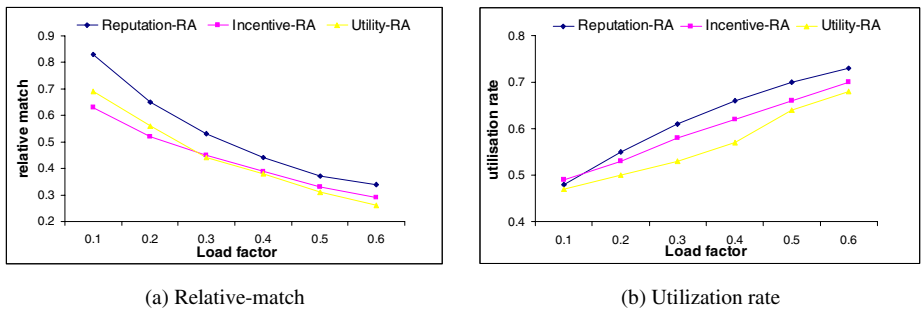 Reputation-RA Incentive-RA Utility-RA
0.9
0.8
0.7
0.6
0.5
0.4
0.3
0.2
relative match
0.1 0.2 0.3 0.4 0.5 0.6
Load factor
(a) Relative-match
Reputation-RA Incentive-RA Utility-RA
0.8
0.7
0.6
0.5
0.4
utilisation rate
0.1 0.2 0.3 0.4 0.5 0.6
Load factor
(b) Utilization rate